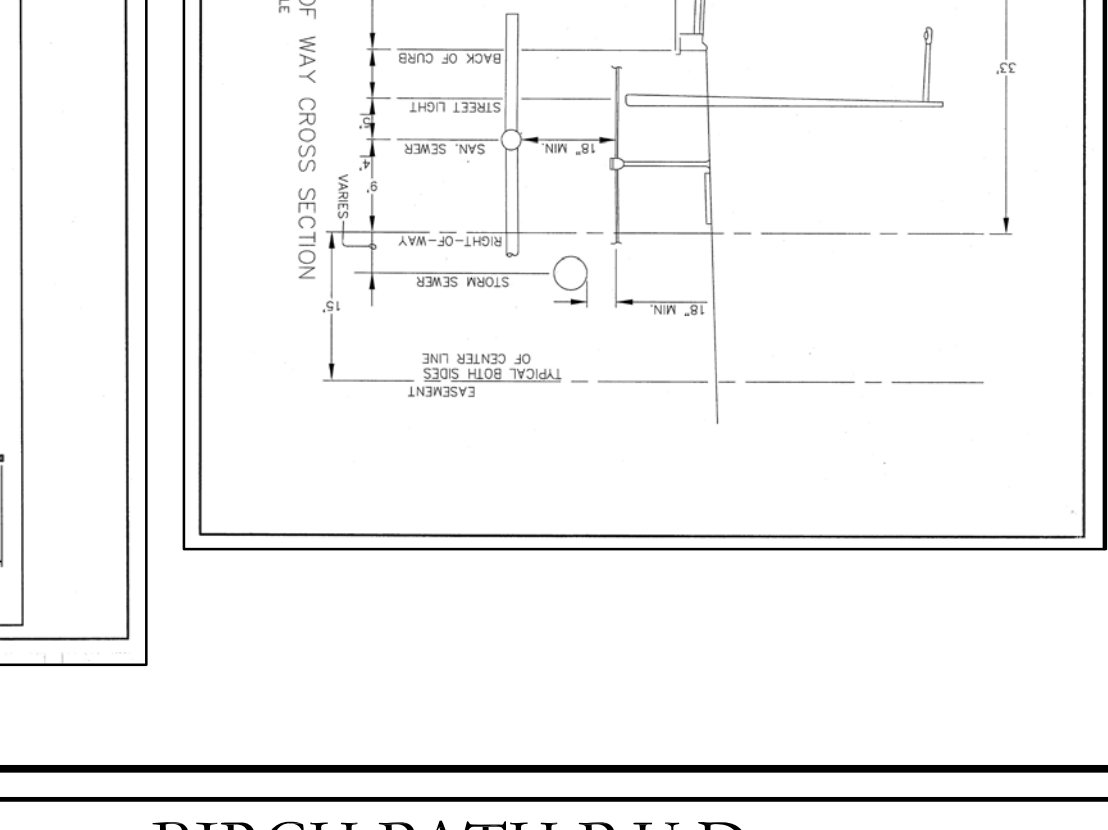 OF WAY CROSS SECTION
LE
BACK OF CURB
STREET LIGHT
5'
SAN. SEWER
18" MIN.
4'
9'
VARIES
RIGHT-OF-WAY
33'
STORM SEWER
15'
18" MIN.
TYPICAL BOTH SIDES
OF CENTER LINE
EASEMENT
BIRCH PATH P.U.D.